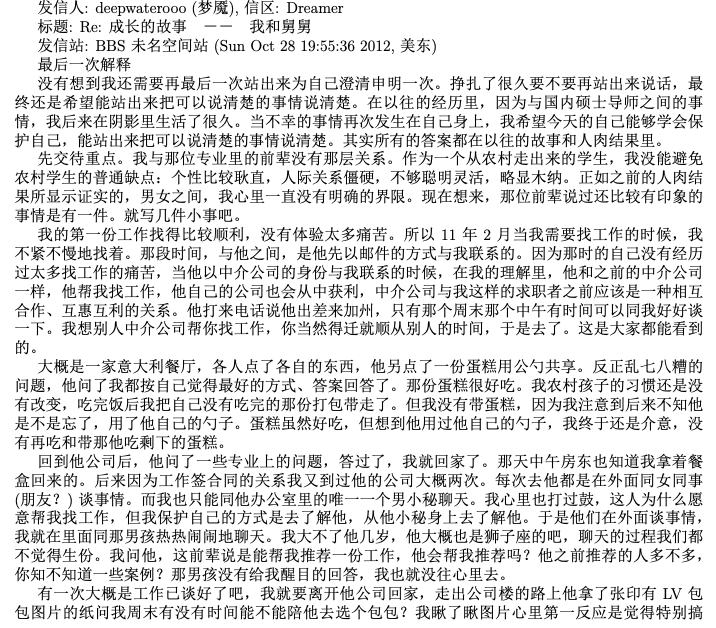 发信人: deepwaterooo (梦魇), 信区: Dreamer
标题: Re: 成长的故事 －－ 我和舅舅
发信站: BBS 未名空间站 (Sun Oct 28 19:55:36 2012, 美东)
最后一次解释
没有想到我还需要再最后一次站出来为自己澄清申明一次。挣扎了很久要不要再站出来说话，最
终还是希望能站出来把可以说清楚的事情说清楚。在以往的经历里，因为与国内硕士导师之间的事
情，我后来在阴影里生活了很久。当不幸的事情再次发生在自己身上，我希望今天的自己能够学会保
护自己，能站出来把可以说清楚的事情说清楚。其实所有的答案都在以往的故事和人肉结果里。
先交待重点。我与那位专业里的前辈没有那层关系。作为一个从农村走出来的学生，我没能避免
农村学生的普通缺点：个性比较耿直，人际关系僵硬，不够聪明灵活，略显木纳。正如之前的人肉结
果所显示证实的，男女之间，我心里一直没有明确的界限。现在想来，那位前辈说过还比较有印象的
事情是有一件。就写几件小事吧。
我的第一份工作找得比较顺利，没有体验太多痛苦。所以 11 年 2 月当我需要找工作的时候，我
不紧不慢地找着。那段时间，与他之间，是他先以邮件的方式与我联系的。因为那时的自己没有经历
过太多找工作的痛苦，当他以中介公司的身份与我联系的时候，在我的理解里，他和之前的中介公司
一样，他帮我找工作，他自己的公司也会从中获利，中介公司与我这样的求职者之前应该是一种相互
合作、互惠互利的关系。他打来电话说他出差来加州，只有那个周末那个中午有时间可以同我好好谈
一下。我想别人中介公司帮你找工作，你当然得迁就顺从别人的时间，于是去了。这是大家都能看到
的。
大概是一家意大利餐厅，各人点了各自的东西，他另点了一份蛋糕用公勺共享。反正乱七八糟的
问题，他问了我都按自己觉得最好的方式、答案回答了。那份蛋糕很好吃。我农村孩子的习惯还是没
有改变，吃完饭后我把自己没有吃完的那份打包带走了。但我没有带蛋糕，因为我注意到后来不知他
是不是忘了，用了他自己的勺子。蛋糕虽然好吃，但想到他用过他自己的勺子，我终于还是介意，没
有再吃和带那他吃剩下的蛋糕。
回到他公司后，他问了一些专业上的问题，答过了，我就回家了。那天中午房东也知道我拿着餐
盒回来的。后来因为工作签合同的关系我又到过他的公司大概两次。每次去他都是在外面同女同事
(朋友？) 谈事情。而我也只能同他办公室里的唯一一个男小秘聊天。我心里也打过鼓，这人为什么愿
意帮我找工作，但我保护自己的方式是去了解他，从他小秘身上去了解他。于是他们在外面谈事情，
我就在里面同那男孩热热闹闹地聊天。我大不了他几岁，他大概也是狮子座的吧，聊天的过程我们都
不觉得生份。我问他，这前辈说是能帮我推荐一份工作，他会帮我推荐吗？他之前推荐的人多不多，
你知不知道一些案例？那男孩没有给我醒目的回答，我也就没往心里去。
有一次大概是工作已谈好了吧，我就要离开他公司回家，走出公司楼的路上他拿了张印有 LV 包
包图片的纸问我周末有没有时间能不能陪他去选个包包？我瞅了瞅图片心里第一反应是觉得特别搞